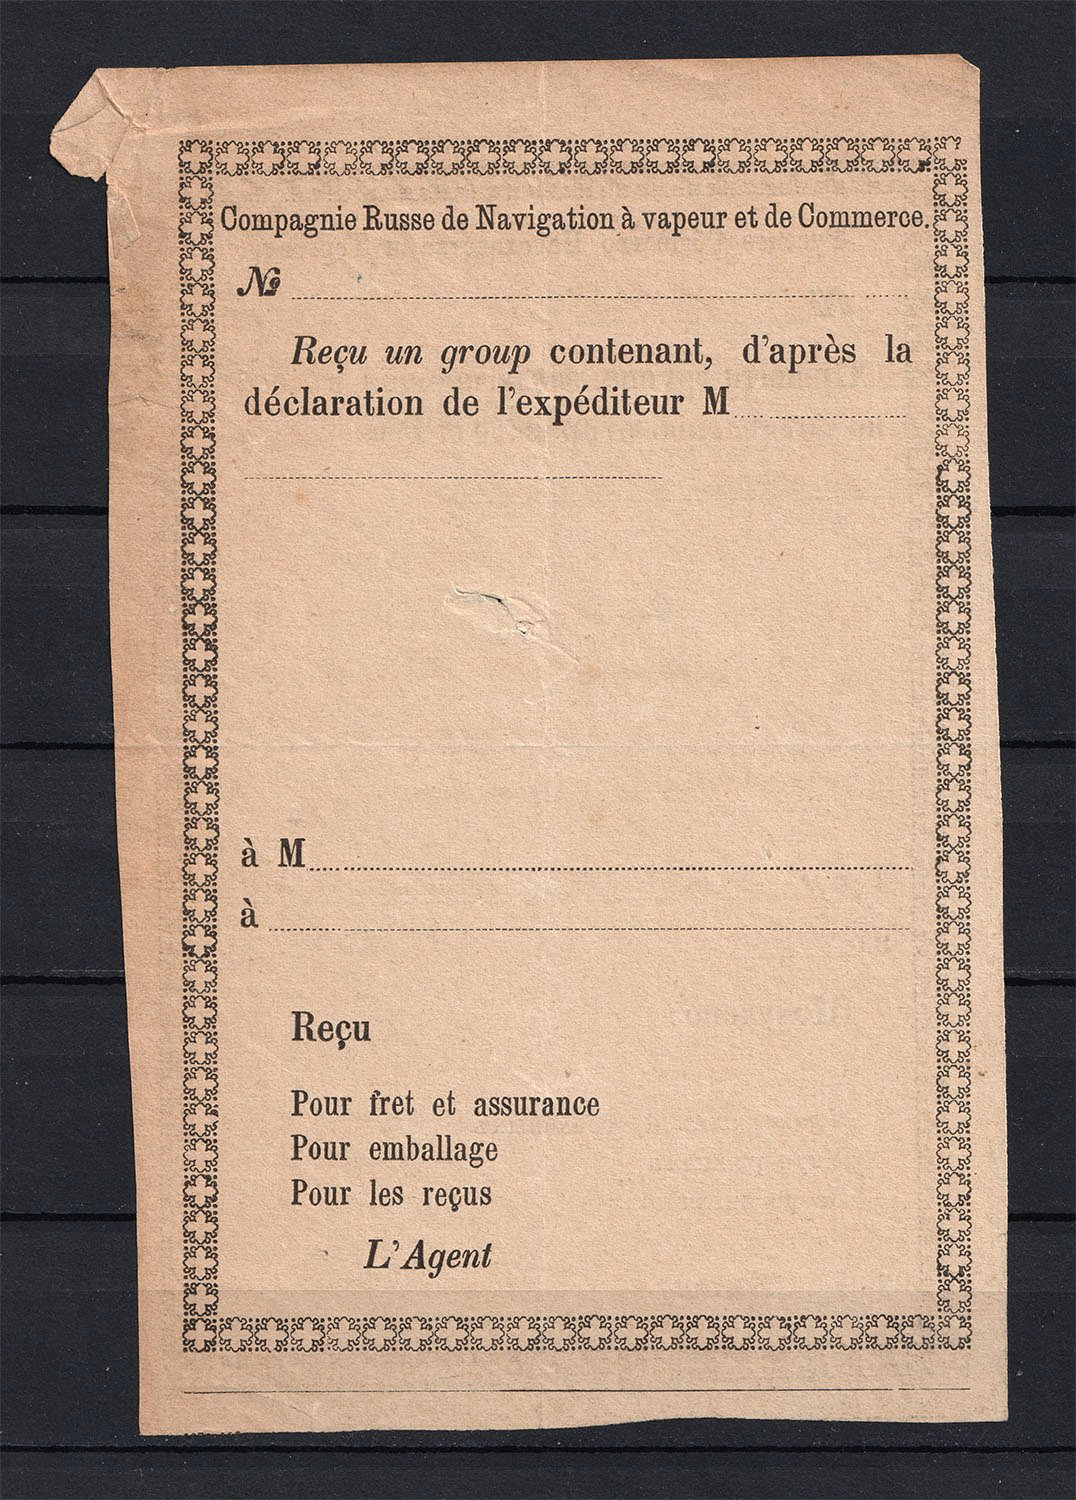 Compagnie Russe de Navigation à vapeur et de Commerce.
№
Reçu un group contenant, d'après la
déclaration de l'expéditeur M
à M
à
Reçu
Pour fret et assurance
Pour emballage
Pour les reçus
L'Agent